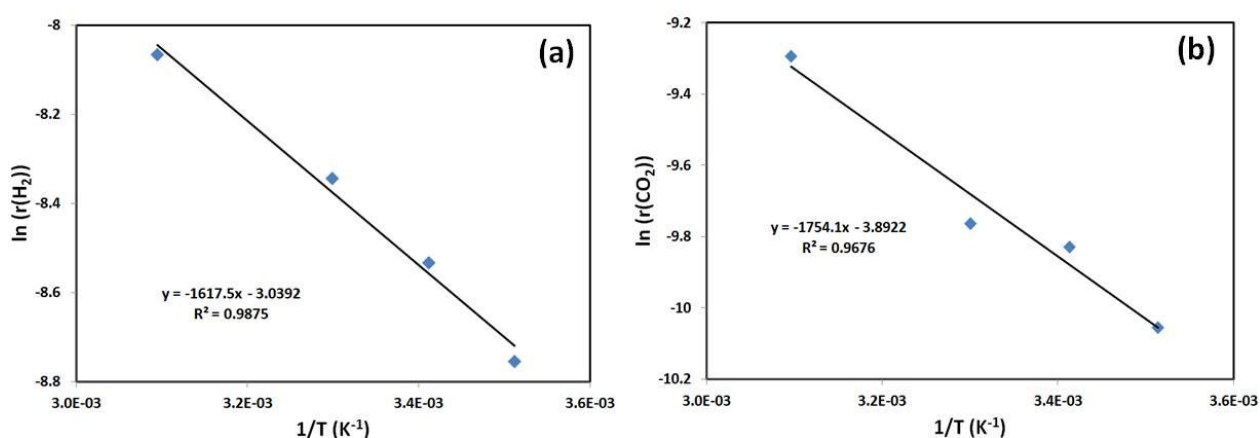 (a)
-8
-8.2
-8.4
-8.6
-8.8
ln (r(H₂))
y = -1617.5x - 3.0392
R² = 0.9875
3.0E-03 3.2E-03 3.4E-03 3.6E-03
1/T (K⁻¹)
(b)
-9.2
-9.4
-9.6
-9.8
-10
-10.2
ln (r(CO₂))
y = -1754.1x - 3.8922
R² = 0.9676
3.0E-03 3.2E-03 3.4E-03 3.6E-03
1/T (K⁻¹)